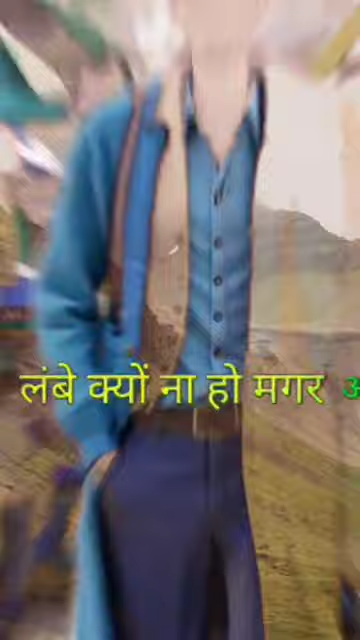 लंबे क्यों ना हो मगर